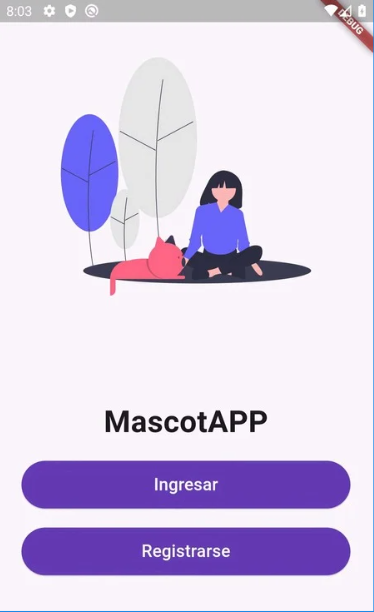 8:03
DEBUG
MascotAPP
Ingresar
Registrarse